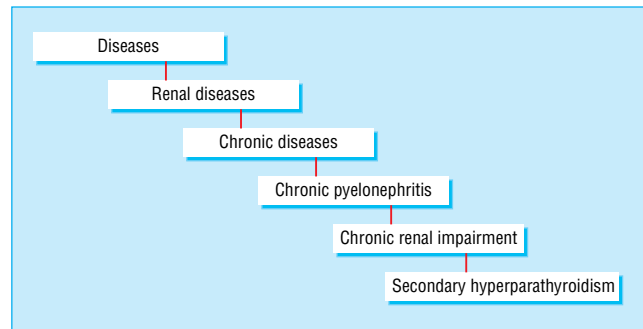 Diseases
Renal diseases
Chronic diseases
Chronic pyelonephritis
Chronic renal impairment
Secondary hyperparathyroidism